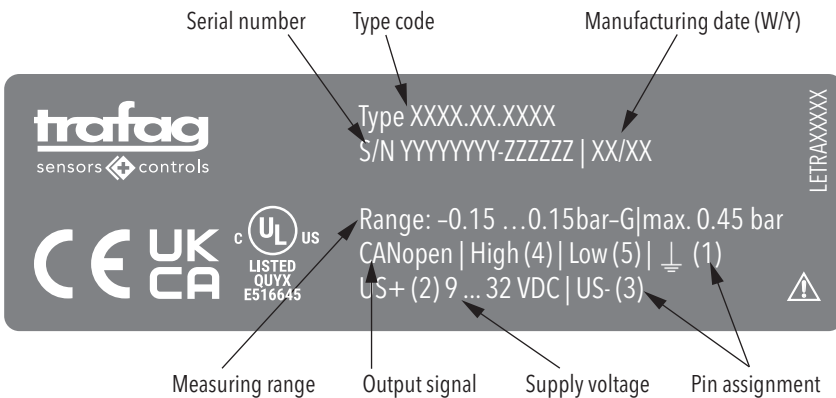 Serial number
Type code
Manufacturing date (W/Y)
trafag
sensors controls
Type XXXX.XX.XXXX
S/N YYYYYYYY-ZZZZZZ | XX/XX
LETRAXXXXX
CE
UK
CA
C UL US
LISTED
QUYX
E516645
Range: –0.15 …0.15bar–G|max. 0.45 bar
CANopen | High (4) | Low (5) | ⏚ (1)
US+ (2) 9 ... 32 VDC | US- (3)
Measuring range
Output signal
Supply voltage
Pin assignment